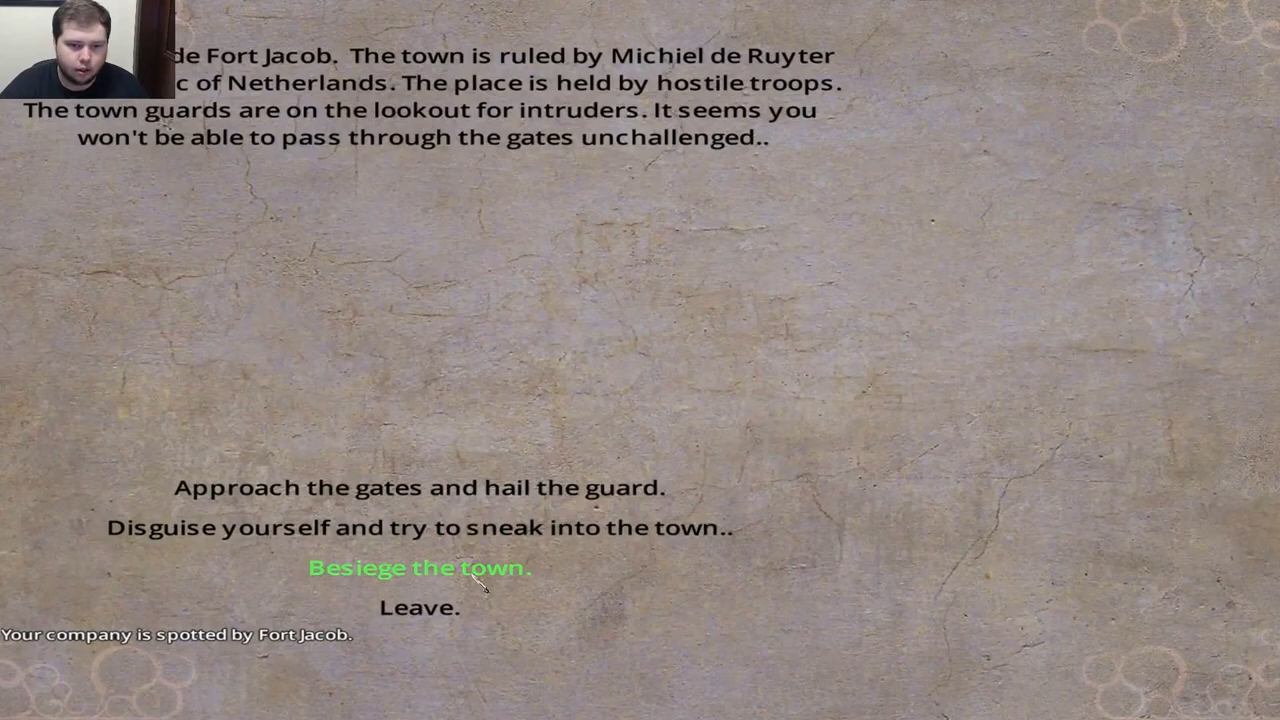 de Fort Jacob. The town is ruled by Michiel de Ruyter
c of Netherlands. The place is held by hostile troops.
The town guards are on the lookout for intruders. It seems you
won't be able to pass through the gates unchallenged..
Approach the gates and hail the guard.
Disguise yourself and try to sneak into the town..
Besiege the town.
Leave.
Your company is spotted by Fort Jacob.